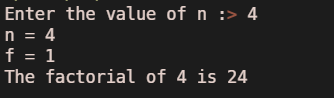 Enter the value of n :> 4
n = 4
f = 1
The factorial of 4 is 24